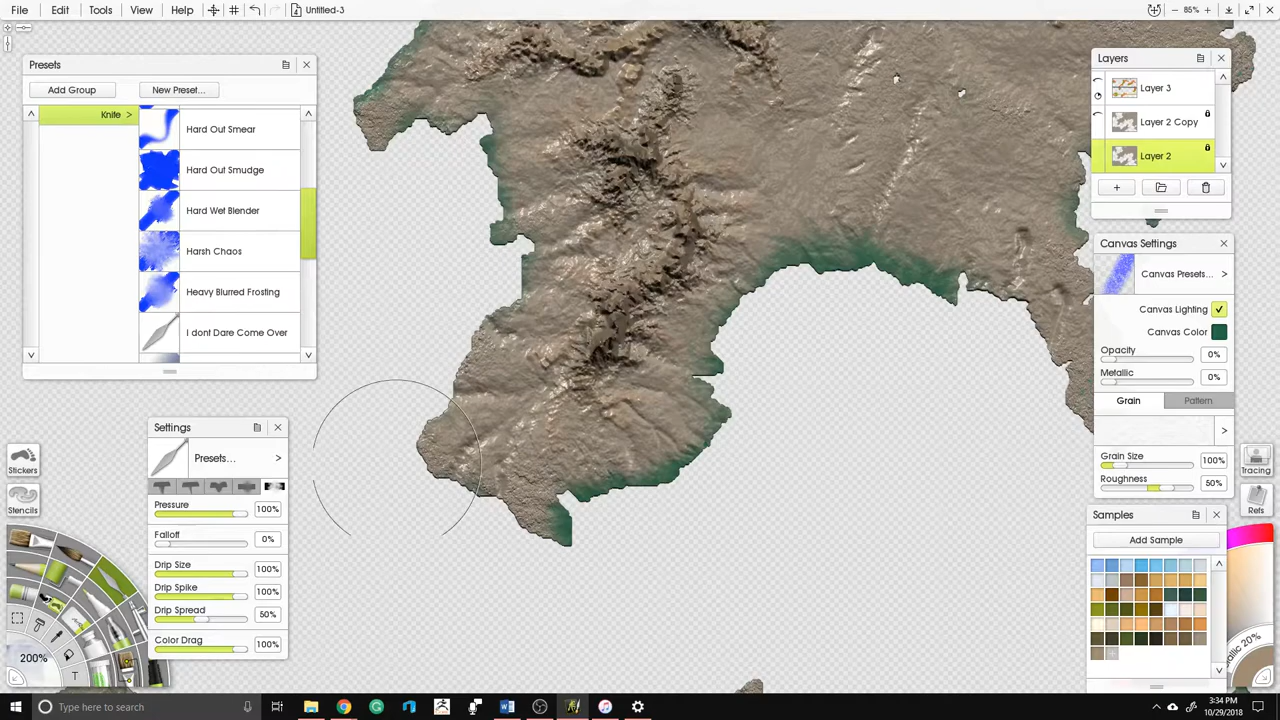 File Edit Tools View Help Untitled-3 85%
Presets
Add Group New Preset...
Knife >
Hard Out Smear
Hard Out Smudge
Hard Wet Blender
Harsh Chaos
Heavy Blurred Frosting
I dont Dare Come Over
Settings
Presets... >
Pressure 100%
Falloff 0%
Drip Size 100%
Drip Spike 100%
Drip Spread 50%
Color Drag 100%
Stickers
Stencils
200%
T
Layers
Layer 3
Layer 2 Copy
Layer 2
Canvas Settings
Canvas Presets... >
Canvas Lighting
Canvas Color
Opacity 0%
Metallic 0%
Grain Pattern
Grain Size 100%
Roughness 50%
Tracing
Refs
Samples
Add Sample
Metallic 20%
Type here to search
3:34 PM
10/29/2018